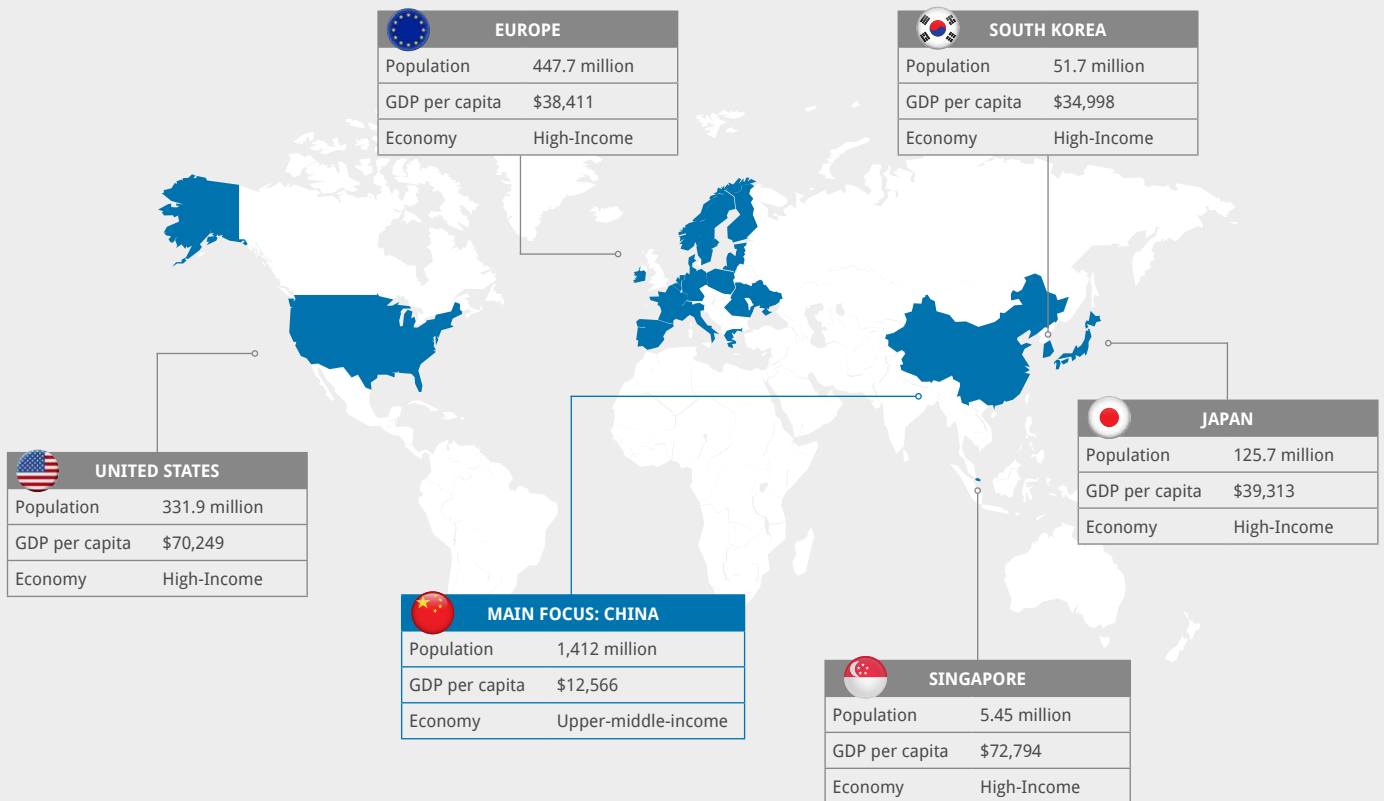 EUROPE
Population 447.7 million
GDP per capita $38,411
Economy High-Income
SOUTH KOREA
Population 51.7 million
GDP per capita $34,998
Economy High-Income
UNITED STATES
Population 331.9 million
GDP per capita $70,249
Economy High-Income
JAPAN
Population 125.7 million
GDP per capita $39,313
Economy High-Income
MAIN FOCUS: CHINA
Population 1,412 million
GDP per capita $12,566
Economy Upper-middle-income
SINGAPORE
Population 5.45 million
GDP per capita $72,794
Economy High-Income